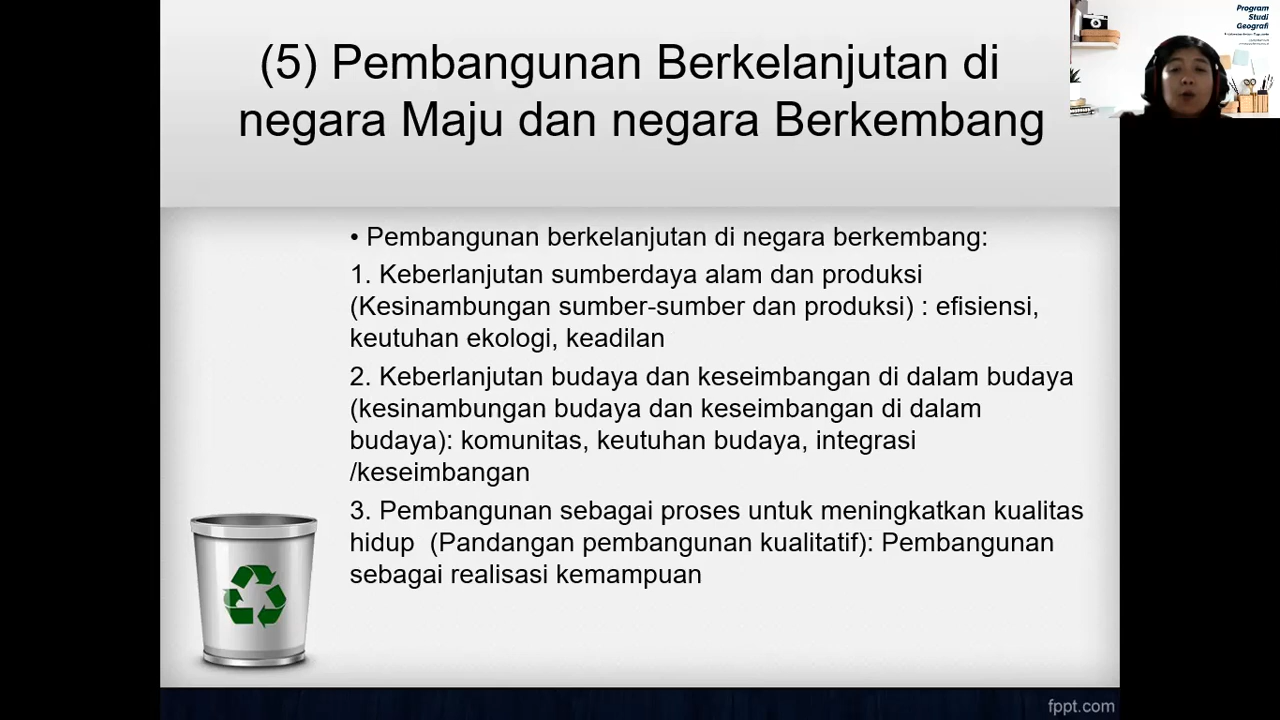 (5) Pembangunan Berkelanjutan di
negara Maju dan negara Berkembang
Program
Studi
Geografi
• Pembangunan berkelanjutan di negara berkembang:
1. Keberlanjutan sumberdaya alam dan produksi
(Kesinambungan sumber-sumber dan produksi) : efisiensi,
keutuhan ekologi, keadilan
2. Keberlanjutan budaya dan keseimbangan di dalam budaya
(kesinambungan budaya dan keseimbangan di dalam
budaya): komunitas, keutuhan budaya, integrasi
/keseimbangan
3. Pembangunan sebagai proses untuk meningkatkan kualitas
hidup  (Pandangan pembangunan kualitatif): Pembangunan
sebagai realisasi kemampuan
fppt.com